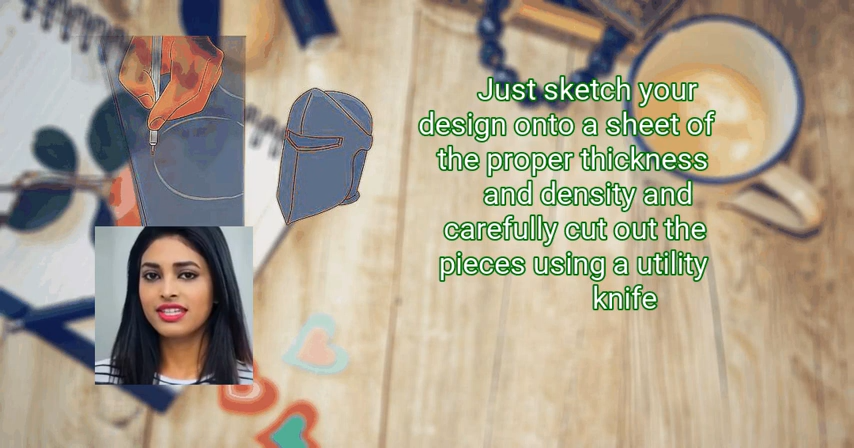 Just sketch your
design onto a sheet of
the proper thickness
and density and
carefully cut out the
pieces using a utility
knife